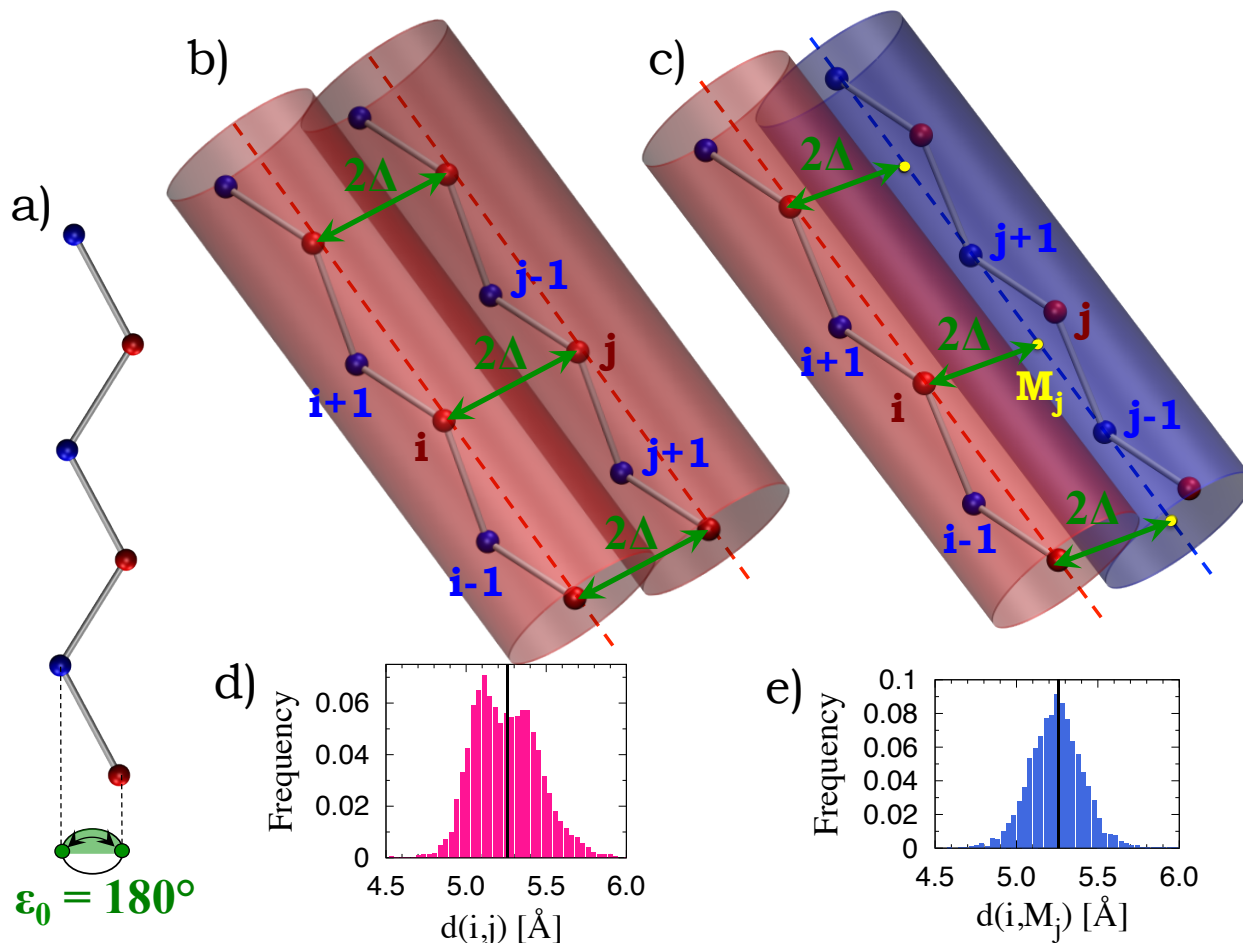 a)
ε₀ = 180°
b)
2Δ
j-1
2Δ
j
i+1
i
j+1
2Δ
i-1
c)
2Δ
j+1
j
2Δ
i+1
M_j
i
j-1
2Δ
i-1
d)
Frequency
0.06
0.04
0.02
0
4.5 5.0 5.5 6.0
d(i,j) [Å]
e)
Frequency
0.1
0.08
0.06
0.04
0.02
0
4.5 5.0 5.5 6.0
d(i,M_j) [Å]